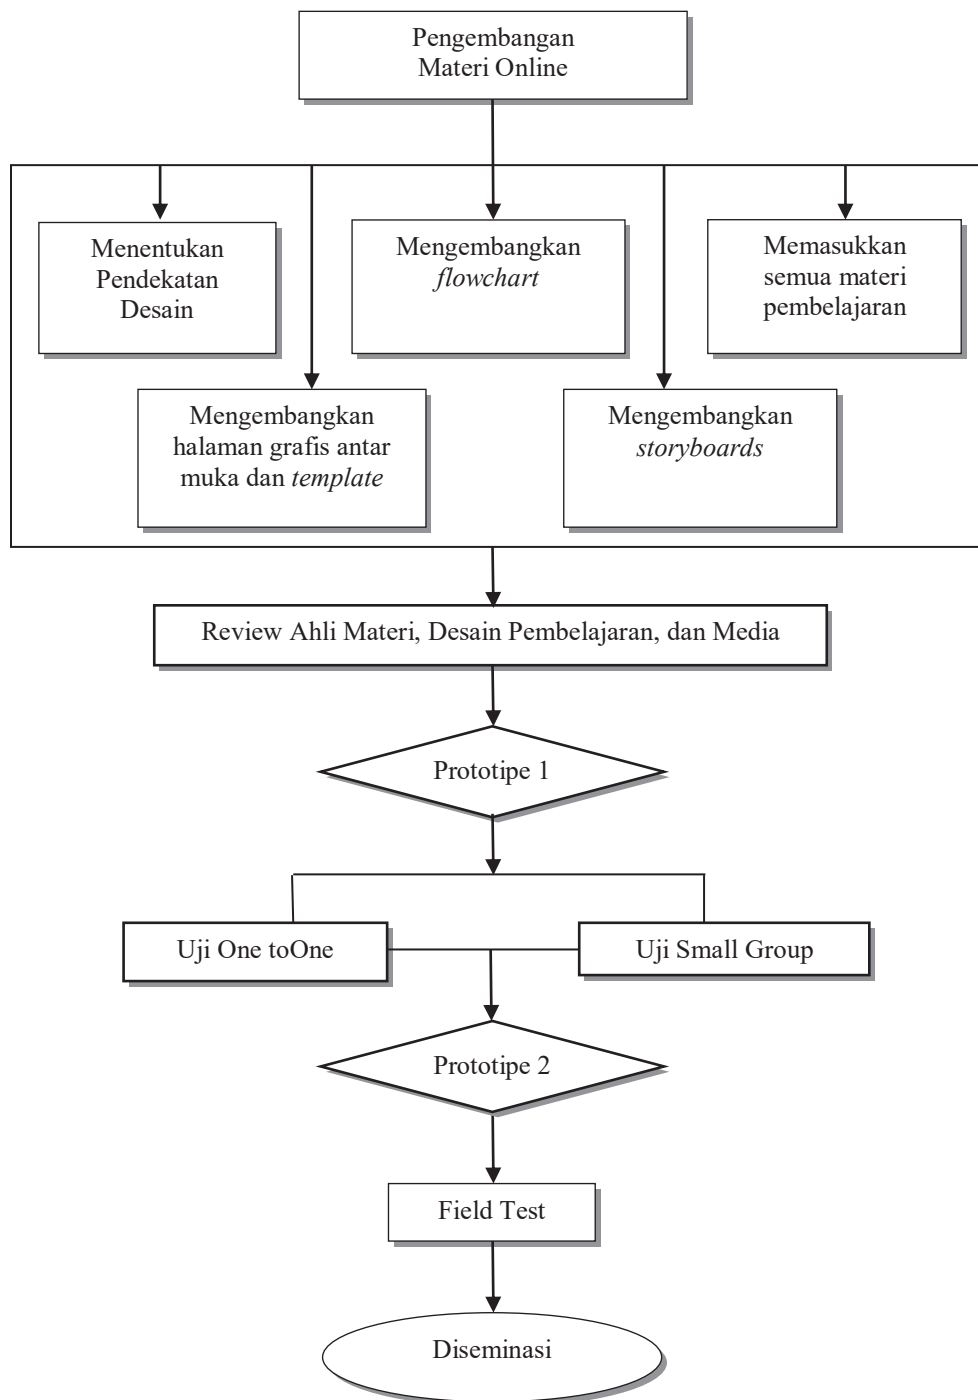 Pengembangan
Materi Online
Menentukan
Pendekatan
Desain
Mengembangkan
flowchart
Memasukkan
semua materi
pembelajaran
Mengembangkan
halaman grafis antar
muka dan template
Mengembangkan
storyboards
Review Ahli Materi, Desain Pembelajaran, dan Media
Prototipe 1
Uji One toOne
Uji Small Group
Prototipe 2
Field Test
Diseminasi